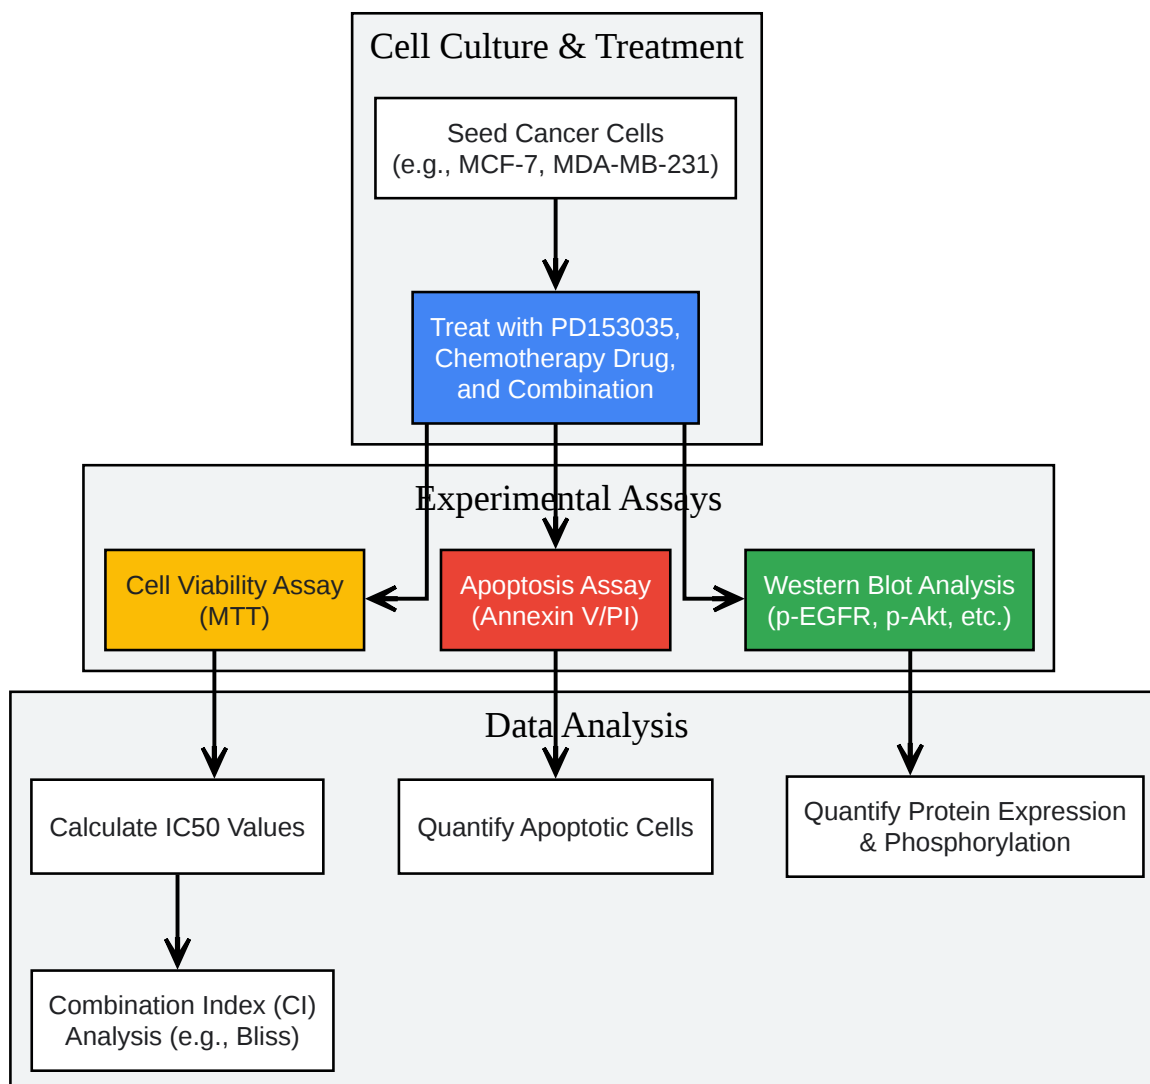 Cell Culture & Treatment
Seed Cancer Cells
(e.g., MCF-7, MDA-MB-231)
Treat with PD153035,
Chemotherapy Drug,
and Combination
Experimental Assays
Cell Viability Assay
(MTT)
Apoptosis Assay
(Annexin V/PI)
Western Blot Analysis
(p-EGFR, p-Akt, etc.)
Data Analysis
Calculate IC50 Values
Quantify Apoptotic Cells
Quantify Protein Expression
& Phosphorylation
Combination Index (CI)
Analysis (e.g., Bliss)